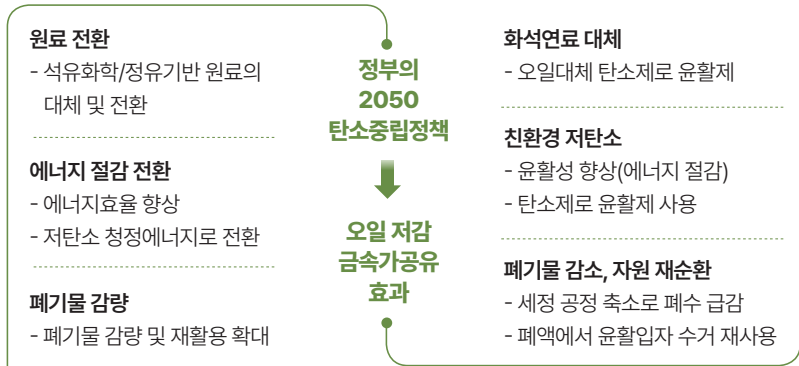 원료 전환
- 석유화학/정유기반 원료의
대체 및 전환
에너지 절감 전환
- 에너지효율 향상
- 저탄소 청정에너지로 전환
폐기물 감량
- 폐기물 감량 및 재활용 확대
정부의
2050
탄소중립정책
오일 저감
금속가공유
효과
화석연료 대체
- 오일대체 탄소제로 윤활제
친환경 저탄소
- 윤활성 향상(에너지 절감)
- 탄소제로 윤활제 사용
폐기물 감소, 자원 재순환
- 세정 공정 축소로 폐수 급감
- 폐액에서 윤활입자 수거 재사용